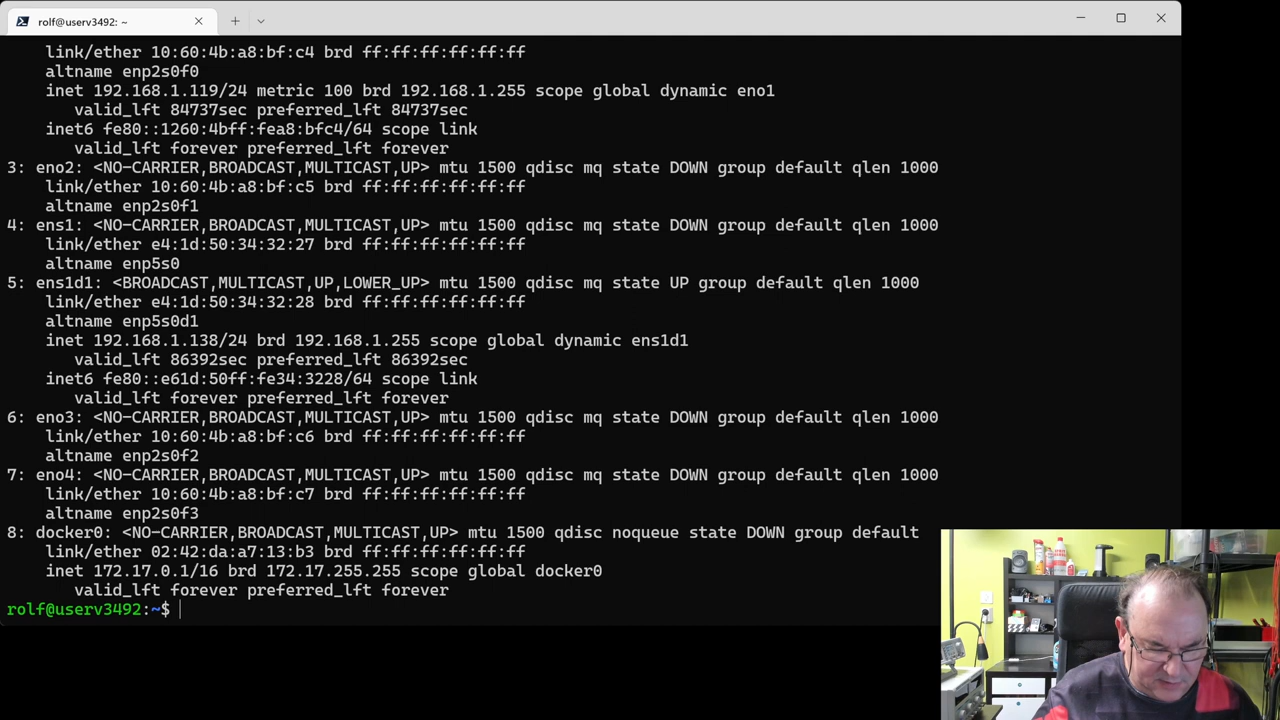 rolf@userv3492: ~
link/ether 10:60:4b:a8:bf:c4 brd ff:ff:ff:ff:ff:ff
altname enp2s0f0
inet 192.168.1.119/24 metric 100 brd 192.168.1.255 scope global dynamic eno1
valid_lft 84737sec preferred_lft 84737sec
inet6 fe80::1260:4bff:fea8:bfc4/64 scope link
valid_lft forever preferred_lft forever
3: eno2: <NO-CARRIER,BROADCAST,MULTICAST,UP> mtu 1500 qdisc mq state DOWN group default qlen 1000
link/ether 10:60:4b:a8:bf:c5 brd ff:ff:ff:ff:ff:ff
altname enp2s0f1
4: ens1: <NO-CARRIER,BROADCAST,MULTICAST,UP> mtu 1500 qdisc mq state DOWN group default qlen 1000
link/ether e4:1d:50:34:32:27 brd ff:ff:ff:ff:ff:ff
altname enp5s0
5: ens1d1: <BROADCAST,MULTICAST,UP,LOWER_UP> mtu 1500 qdisc mq state UP group default qlen 1000
link/ether e4:1d:50:34:32:28 brd ff:ff:ff:ff:ff:ff
altname enp5s0d1
inet 192.168.1.138/24 brd 192.168.1.255 scope global dynamic ens1d1
valid_lft 86392sec preferred_lft 86392sec
inet6 fe80::e61d:50ff:fe34:3228/64 scope link
valid_lft forever preferred_lft forever
6: eno3: <NO-CARRIER,BROADCAST,MULTICAST,UP> mtu 1500 qdisc mq state DOWN group default qlen 1000
link/ether 10:60:4b:a8:bf:c6 brd ff:ff:ff:ff:ff:ff
altname enp2s0f2
7: eno4: <NO-CARRIER,BROADCAST,MULTICAST,UP> mtu 1500 qdisc mq state DOWN group default qlen 1000
link/ether 10:60:4b:a8:bf:c7 brd ff:ff:ff:ff:ff:ff
altname enp2s0f3
8: docker0: <NO-CARRIER,BROADCAST,MULTICAST,UP> mtu 1500 qdisc noqueue state DOWN group default
link/ether 02:42:da:a7:13:b3 brd ff:ff:ff:ff:ff:ff
inet 172.17.0.1/16 brd 172.17.255.255 scope global docker0
valid_lft forever preferred_lft forever
rolf@userv3492:~$